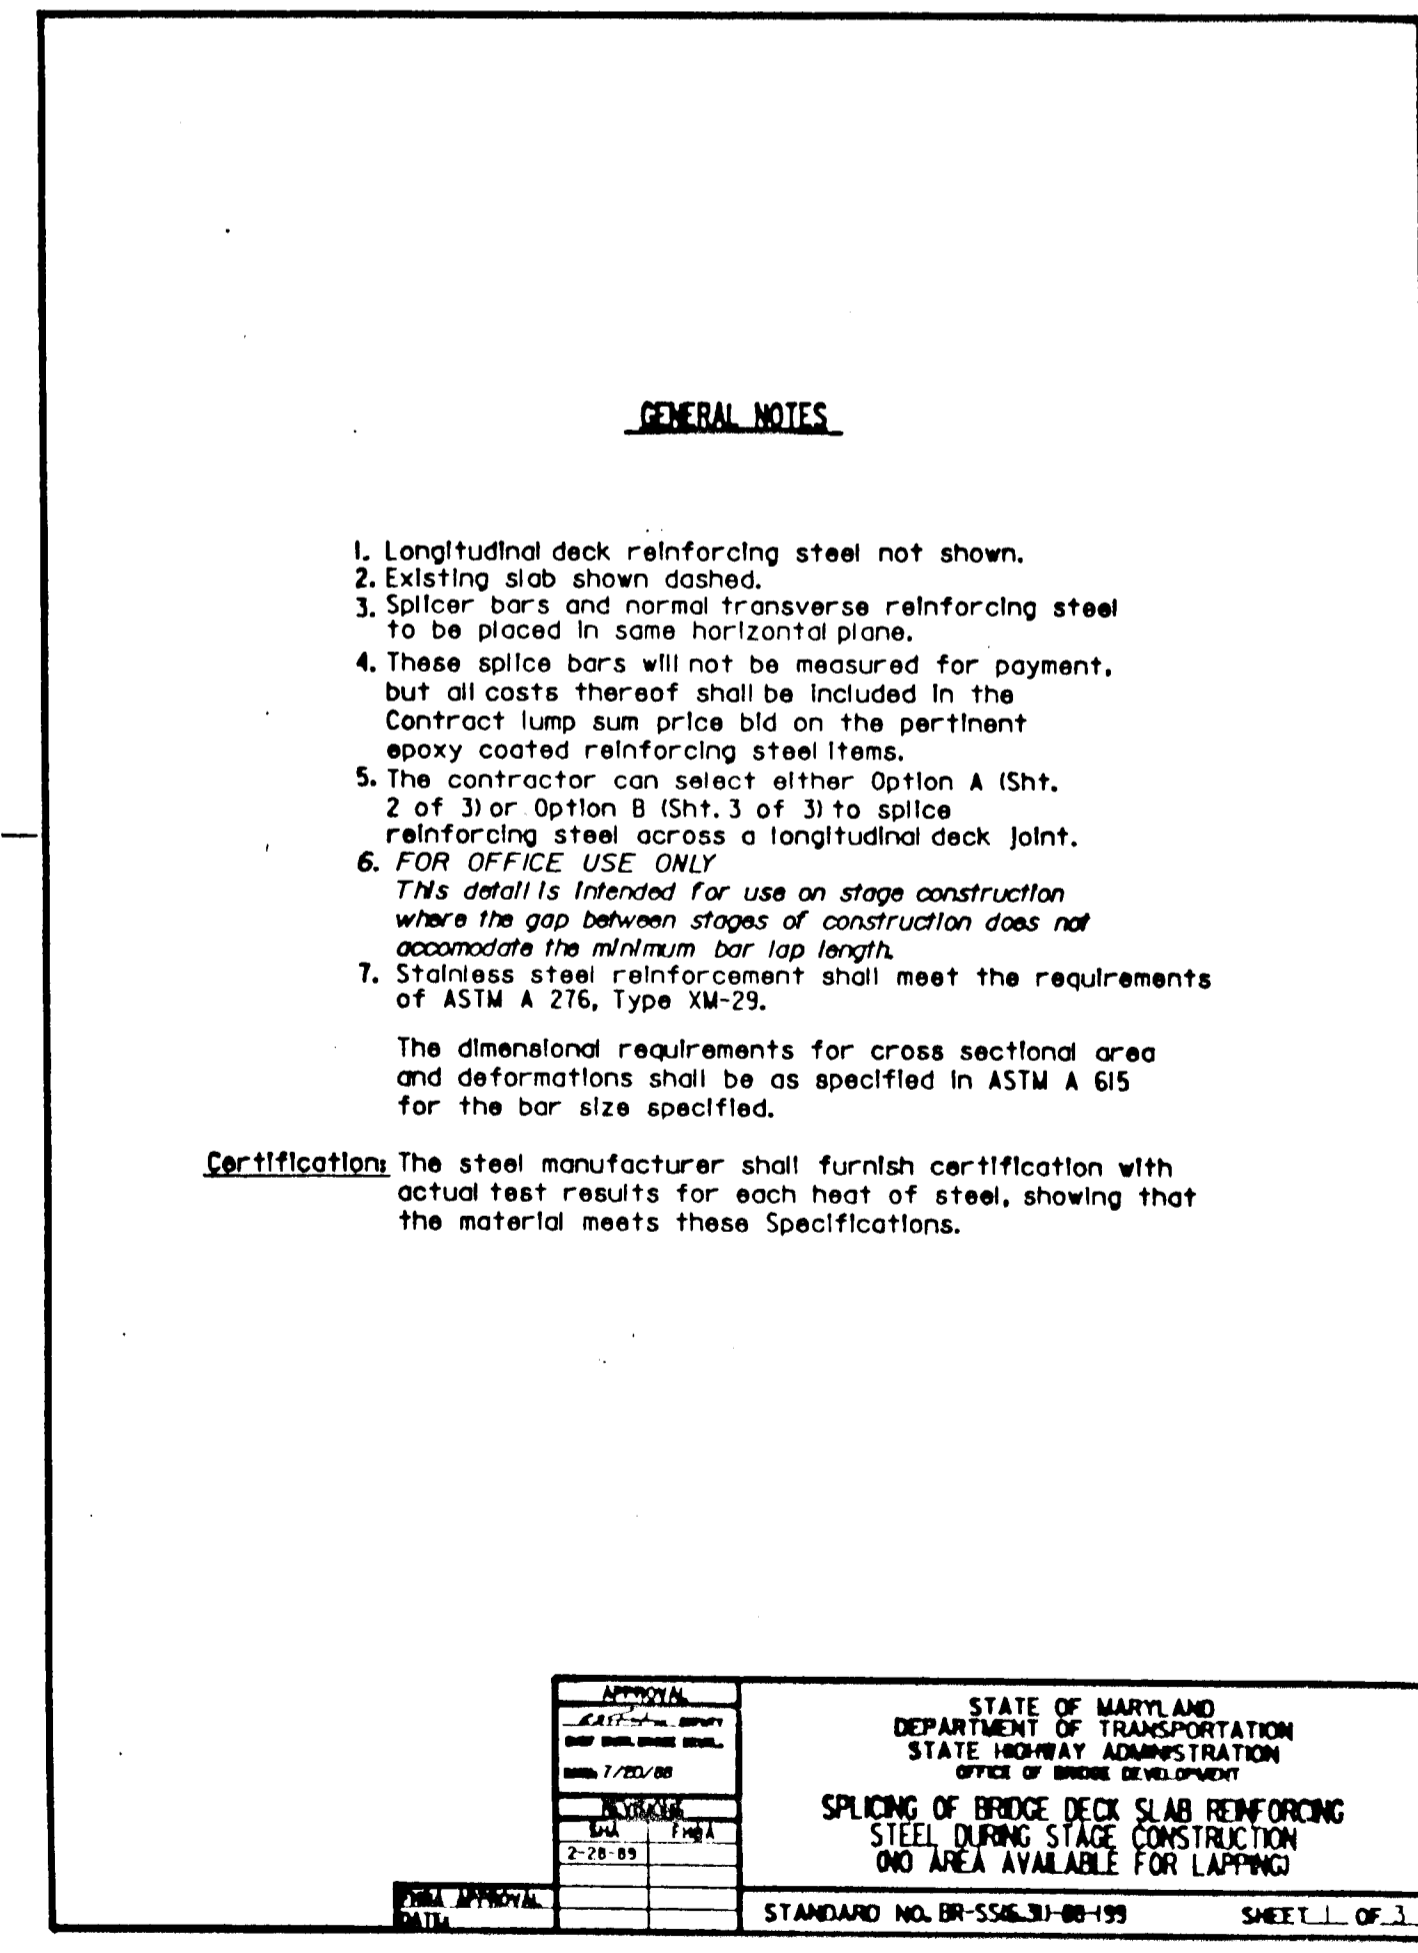 GENERAL NOTES
1. Longitudinal deck reinforcing steel not shown.
2. Existing slab shown dashed.
3. Splicer bars and normal transverse reinforcing steel
to be placed in same horizontal plane.
4. These splice bars will not be measured for payment,
but all costs thereof shall be included in the
Contract lump sum price bid on the pertinent
epoxy coated reinforcing steel items.
5. The contractor can select either Option A (Sht.
2 of 3) or Option B (Sht. 3 of 3) to splice
reinforcing steel across a longitudinal deck joint.
6. FOR OFFICE USE ONLY
This detail is intended for use on stage construction
where the gap between stages of construction does not
accomodate the minimum bar lap length.
7. Stainless steel reinforcement shall meet the requirements
of ASTM A 276, Type XM-29.
The dimensional requirements for cross sectional area
and deformations shall be as specified in ASTM A 615
for the bar size specified.
Certification: The steel manufacturer shall furnish certification with
actual test results for each heat of steel, showing that
the material meets these Specifications.
APPROVAL
DEPUTY
DATE: 7/20/88
REVISIONS
SHA FHWA
2-28-89
FHWA APPROVAL
DATE:
STATE OF MARYLAND
DEPARTMENT OF TRANSPORTATION
STATE HIGHWAY ADMINISTRATION
OFFICE OF BRIDGE DEVELOPMENT
SPLICING OF BRIDGE DECK SLAB REINFORCING
STEEL DURING STAGE CONSTRUCTION
(NO AREA AVAILABLE FOR LAPPING)
STANDARD NO. SHEET 1 OF 3